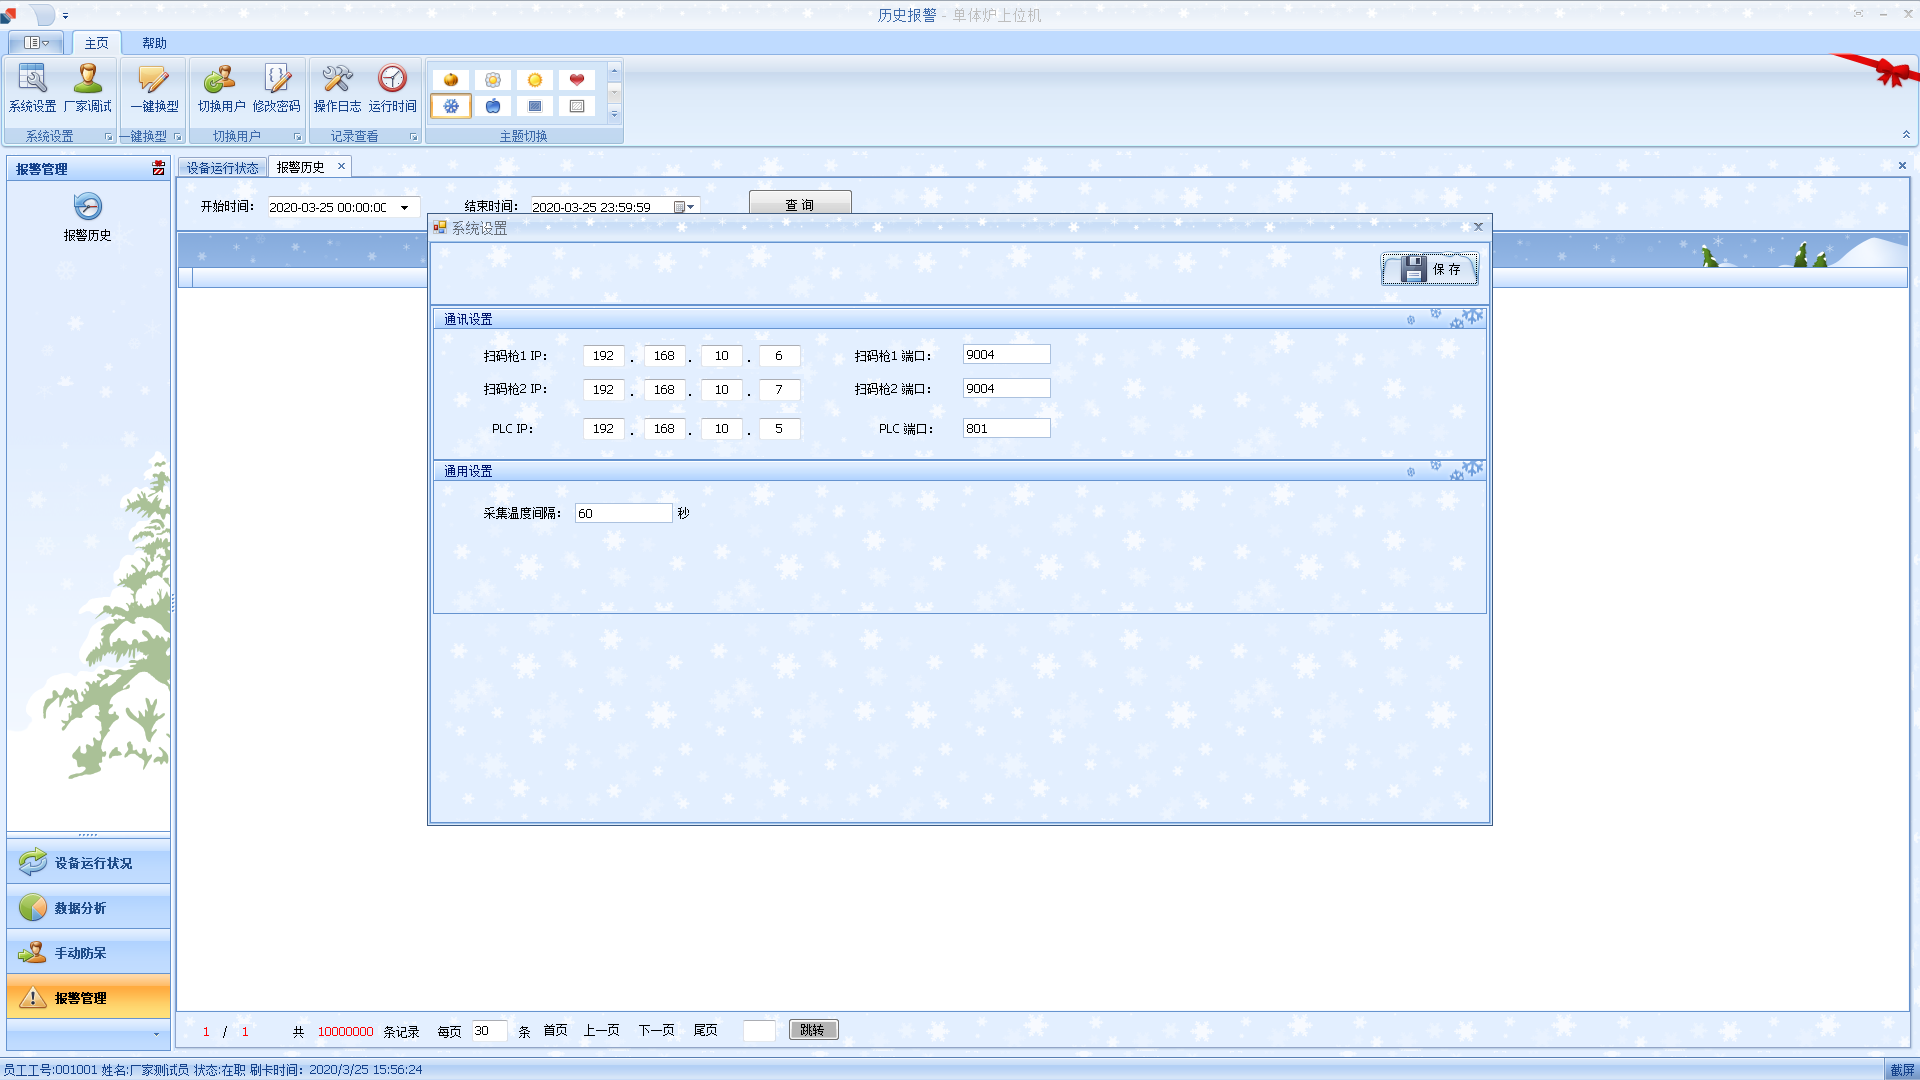 历史报警 - 单体炉上位机
主页 帮助
系统设置 厂家调试 一键换型 切换用户 修改密码 操作日志 运行时间
系统设置 一键换型 切换用户 记录查看 主题切换
报警管理
设备运行状态 报警历史
报警历史
开始时间: 2020-03-25 00:00:00 结束时间: 2020-03-25 23:59:59 查 询
系统设置
保 存
通讯设置
扫码枪1 IP: 192 . 168 . 10 . 6 扫码枪1 端口: 9004
扫码枪2 IP: 192 . 168 . 10 . 7 扫码枪2 端口: 9004
PLC IP: 192 . 168 . 10 . 5 PLC 端口: 801
通用设置
采集温度间隔: 60 秒
设备运行状况
数据分析
手动防呆
报警管理
1 / 1 共 10000000 条记录 每页 30 条 首页 上一页 下一页 尾页 跳转
员工工号:001001 姓名:厂家测试员 状态:在职 刷卡时间: 2020/3/25 15:56:24 截屏